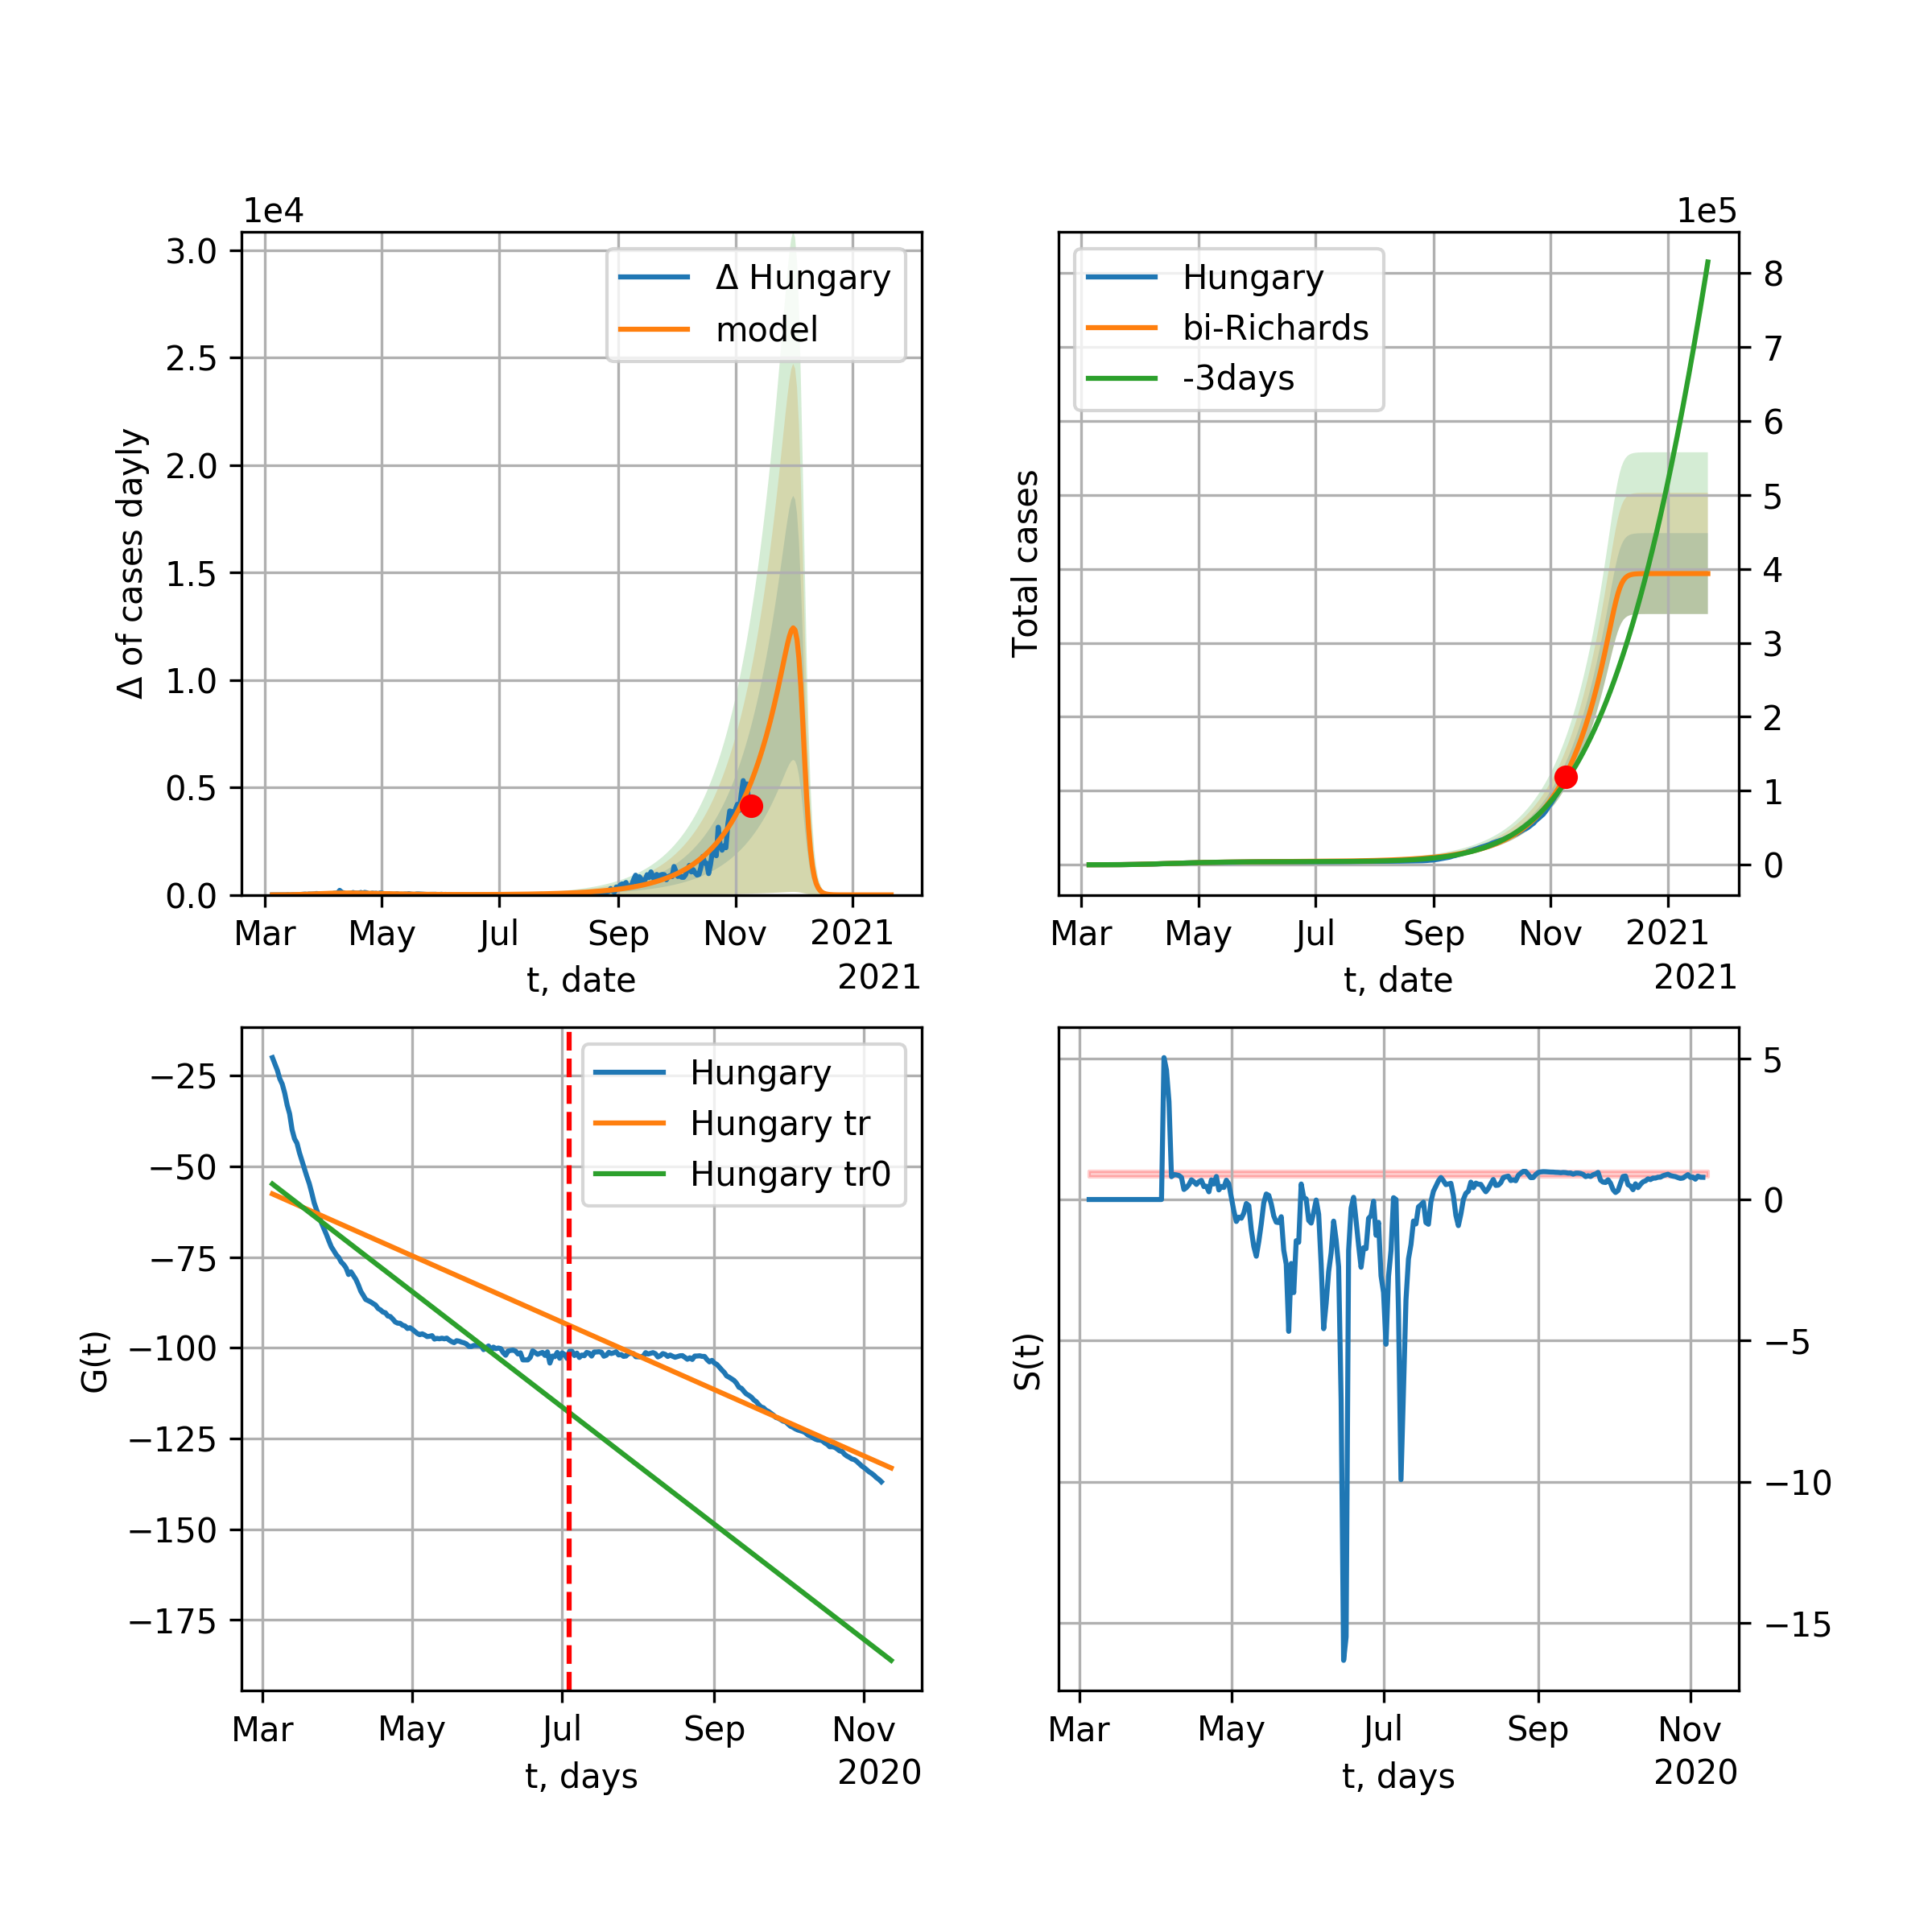 1e4
3.0
2.5
2.0
1.5
1.0
0.5
0.0
Δ of cases dayly
Δ Hungary
model
Mar May Jul Sep Nov 2021
t, date
2021
1e5
Hungary
bi-Richards
-3days
Total cases
8
7
6
5
4
3
2
1
0
Mar May Jul Sep Nov 2021
t, date
2021
−25
−50
−75
−100
−125
−150
−175
G(t)
Hungary
Hungary tr
Hungary tr0
Mar May Jul Sep Nov
t, days
2020
S(t)
5
0
−5
−10
−15
Mar May Jul Sep Nov
t, days
2020